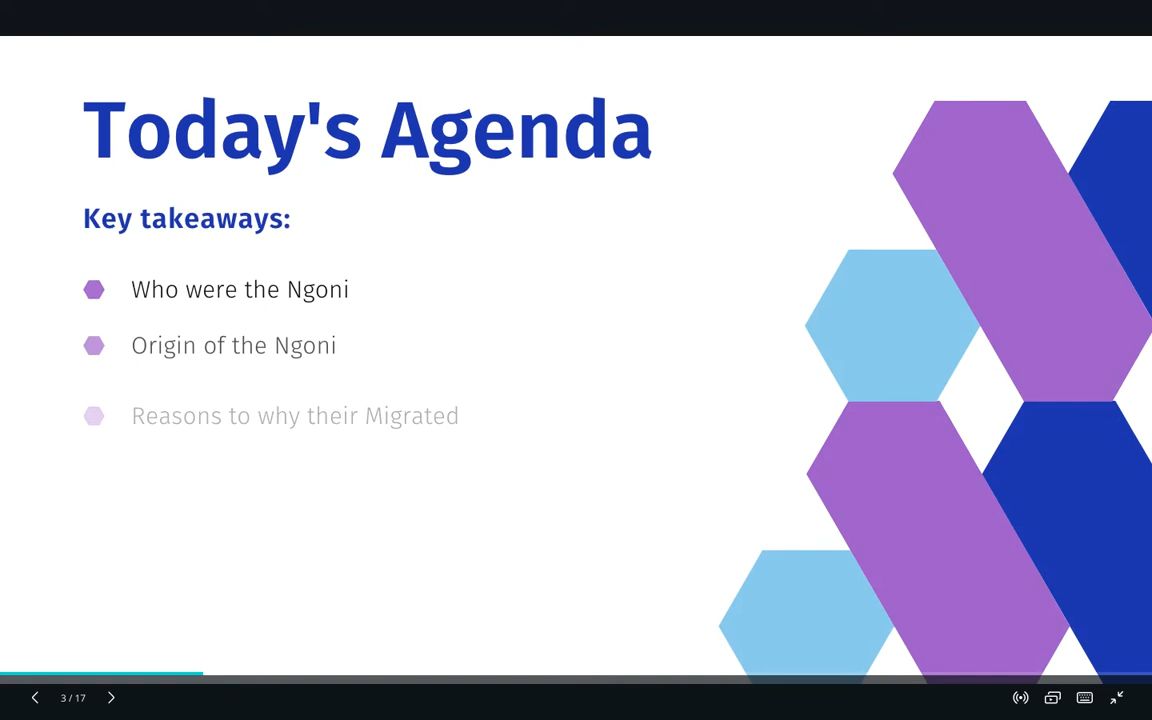 Today's Agenda
Key takeaways:
Who were the Ngoni
Origin of the Ngoni
Reasons to why their Migrated
3 / 17